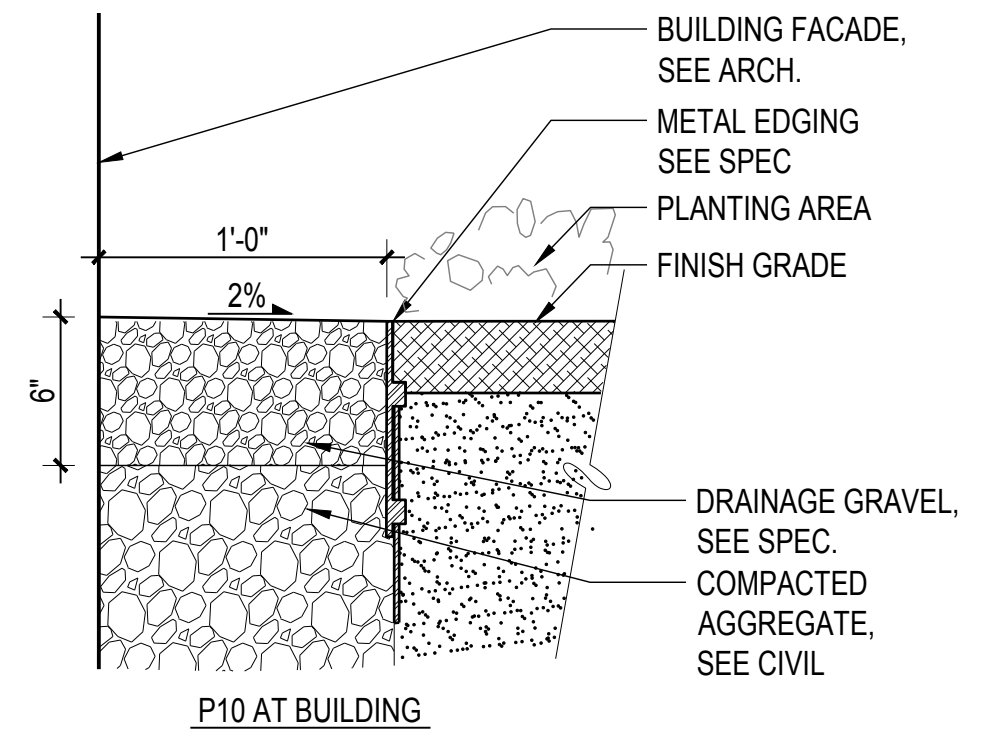 BUILDING FACADE,
SEE ARCH.
METAL EDGING
SEE SPEC
PLANTING AREA
FINISH GRADE
1'-0"
2%
6"
DRAINAGE GRAVEL,
SEE SPEC.
COMPACTED
AGGREGATE,
SEE CIVIL
P10 AT BUILDING